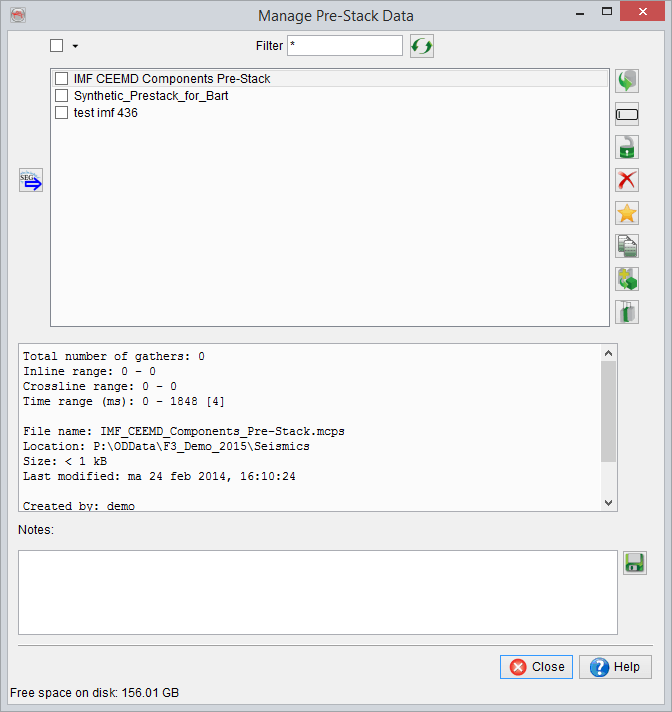 Manage Pre-Stack Data
Filter *
IMF CEEMD Components Pre-Stack
Synthetic_Prestack_for_Bart
test imf 436
SEG
Total number of gathers: 0
Inline range: 0 - 0
Crossline range: 0 - 0
Time range (ms): 0 - 1848 [4]
File name: IMF_CEEMD_Components_Pre-Stack.mcps
Location: P:\ODData\F3_Demo_2015\Seismics
Size: < 1 kB
Last modified: ma 24 feb 2014, 16:10:24
Created by: demo
Notes:
Close
? Help
Free space on disk: 156.01 GB